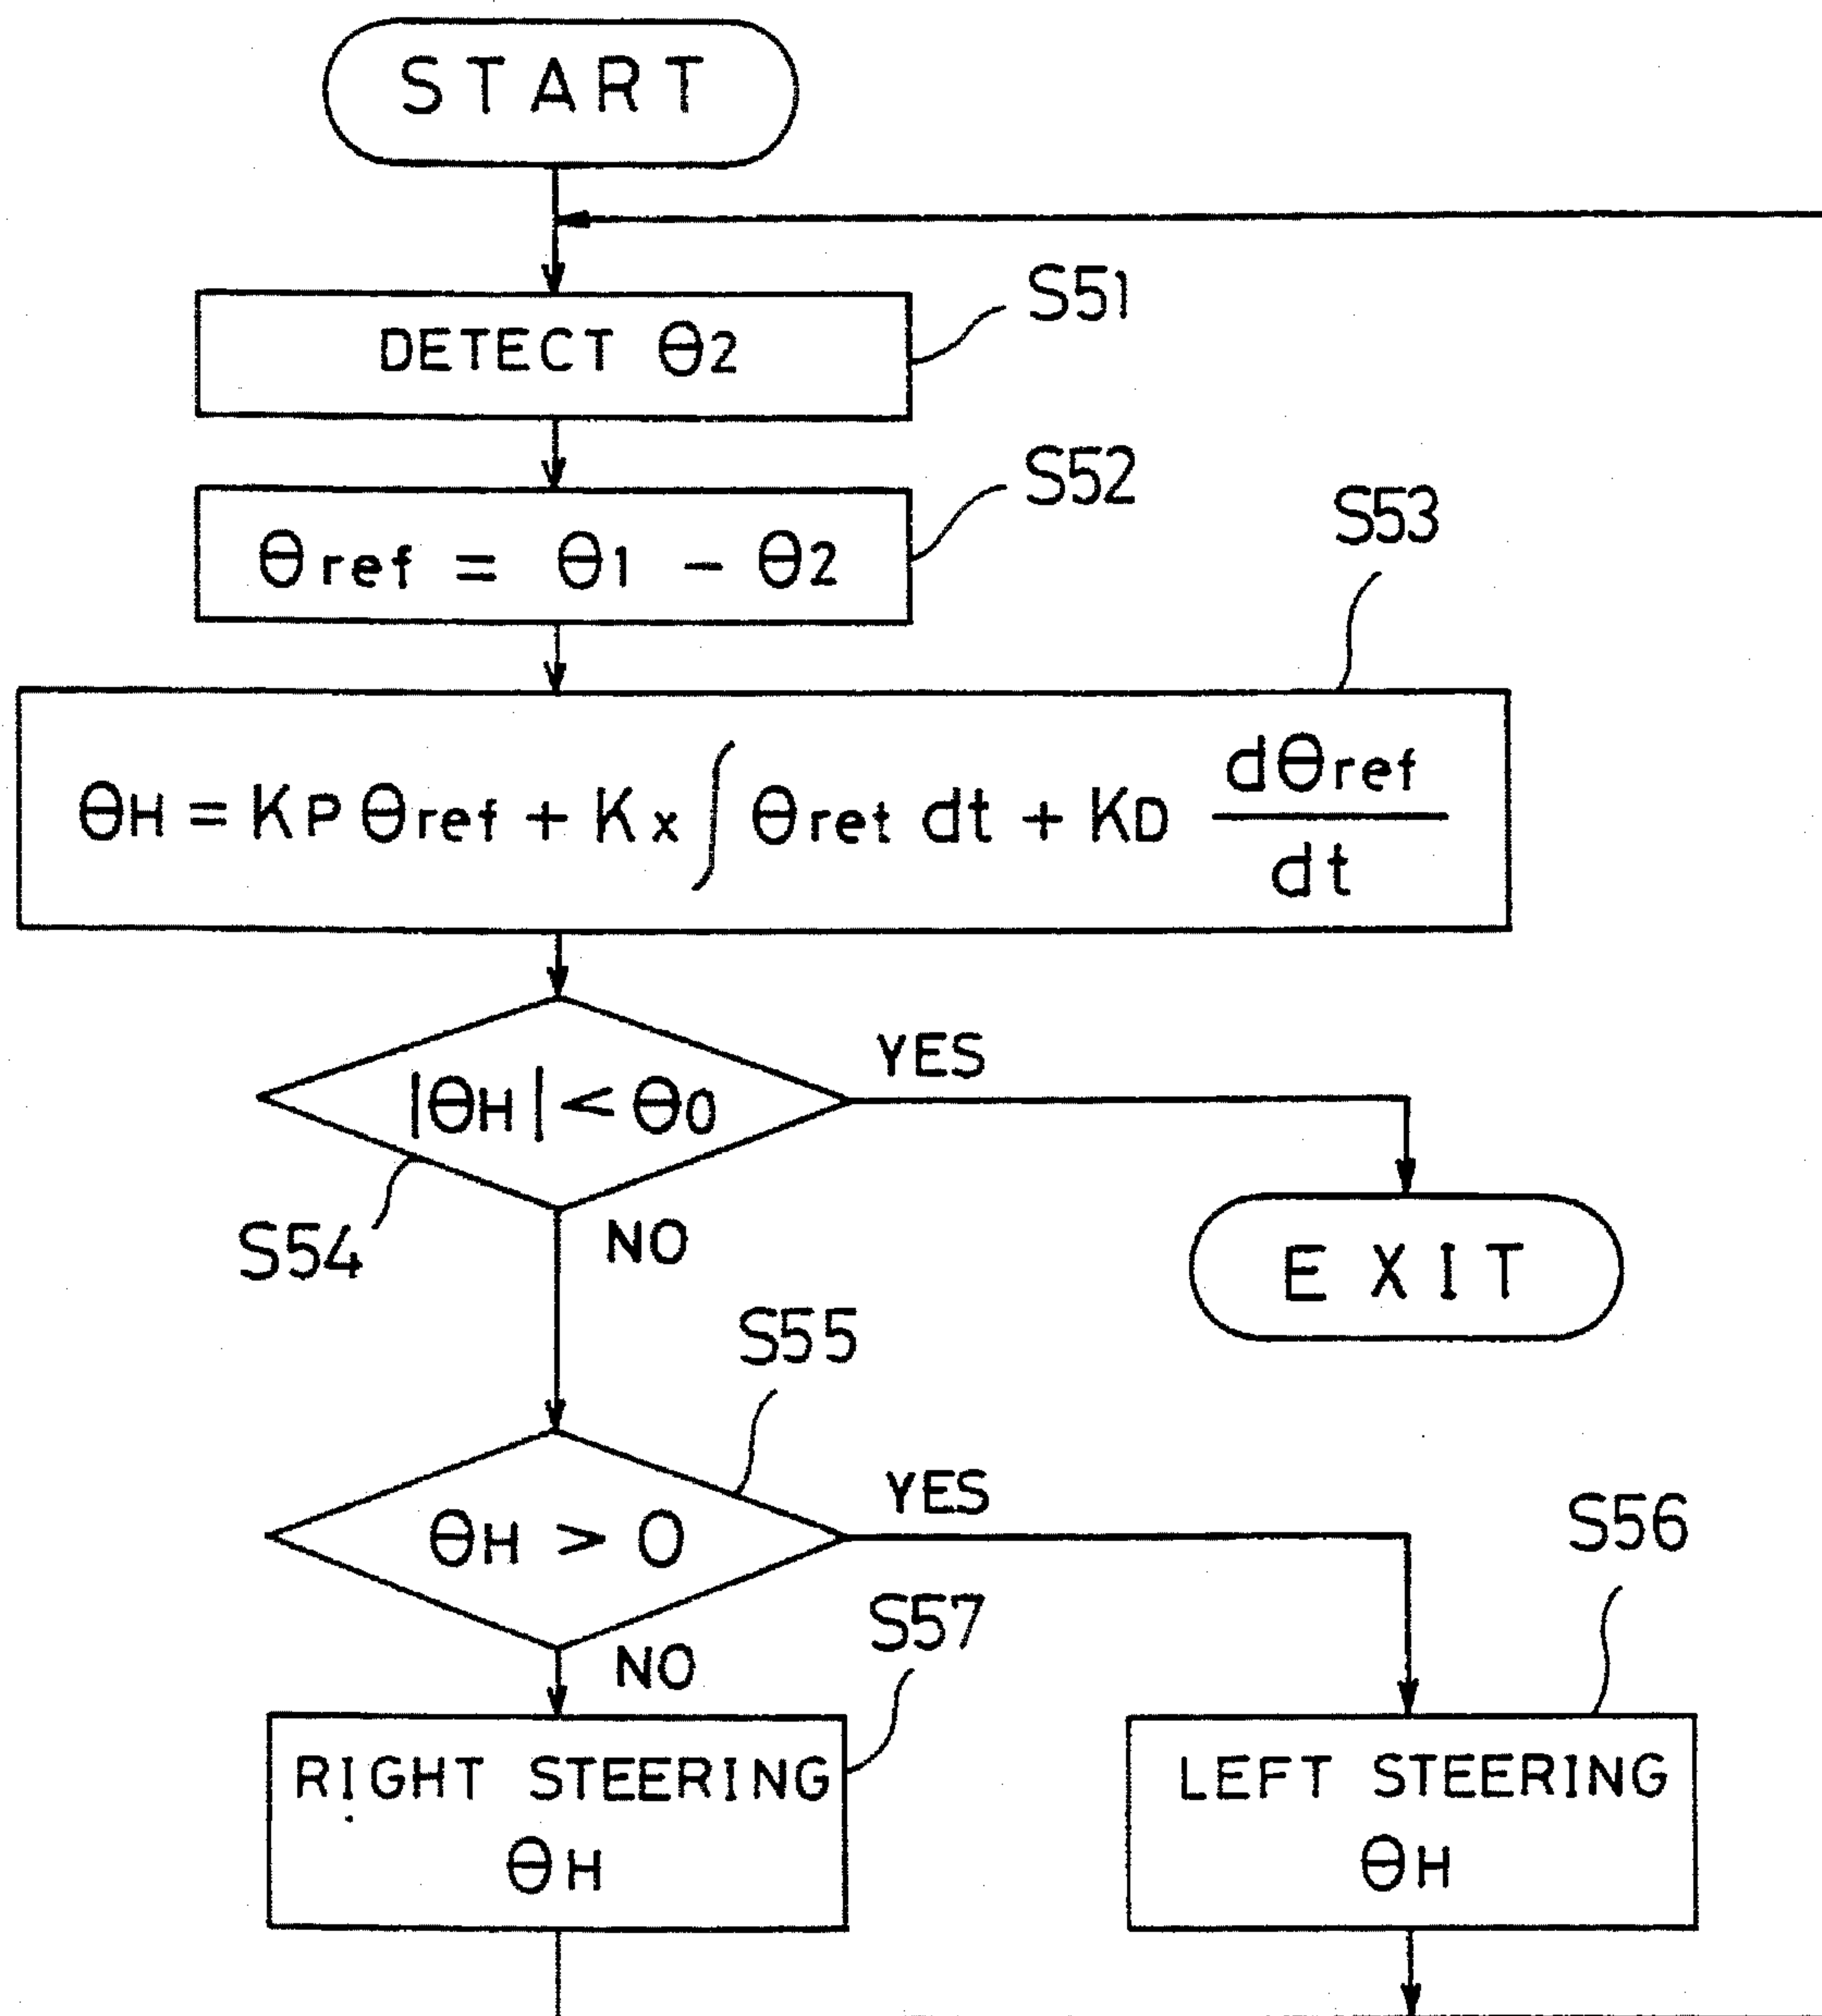 START
S51
DETECT θ2
S52
θref = θ1 - θ2
S53
θH = KP θref + Kx ∫ θret dt + KD dθref/dt
|θH| < θ0
YES
S54
NO
EXIT
S55
θH > 0
YES
S56
S57
NO
RIGHT STEERING
θH
LEFT STEERING
θH